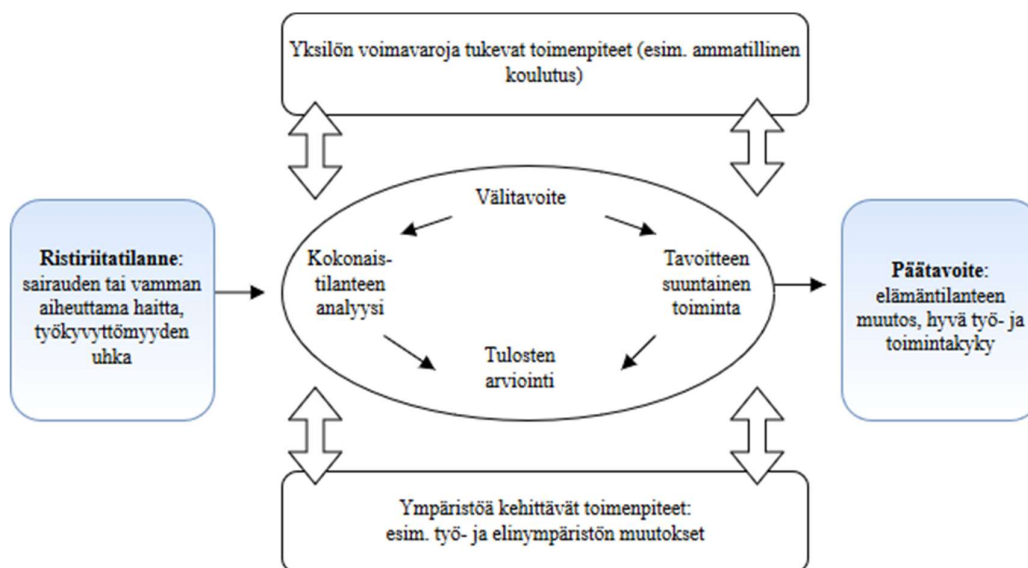 Yksilön voimavaroja tukevat toimenpiteet (esim. ammatillinen
koulutus)
Ristiriitatilanne:
sairauden tai vamman
aiheuttama haitta,
työkyvyttömyyden
uhka
Välitavoite
Kokonais-
tilanteen
analyysi
Tavoitteen
suuntainen
toiminta
Tulosten
arviointi
Päätavoite:
elämäntilanteen
muutos, hyvä työ- ja
toimintakyky
Ympäristöä kehittävät toimenpiteet:
esim. työ- ja elinympäristön muutokset